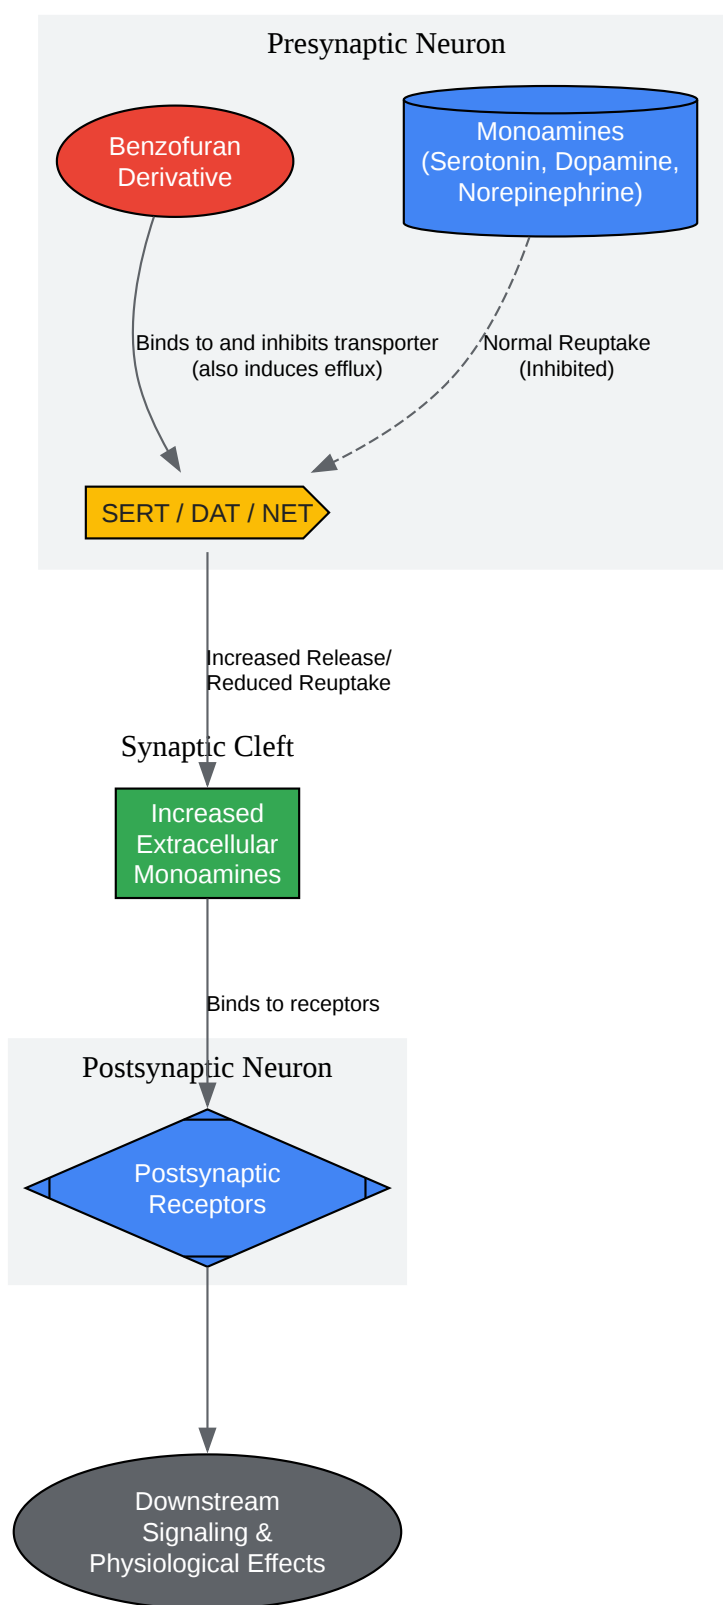 Presynaptic Neuron
Benzofuran
Derivative
Monoamines
(Serotonin, Dopamine,
Norepinephrine)
Binds to and inhibits transporter
(also induces efflux)
Normal Reuptake
(Inhibited)
SERT / DAT / NET
Increased Release/
Reduced Reuptake
Synaptic Cleft
Increased
Extracellular
Monoamines
Binds to receptors
Postsynaptic Neuron
Postsynaptic
Receptors
Downstream
Signaling &
Physiological Effects